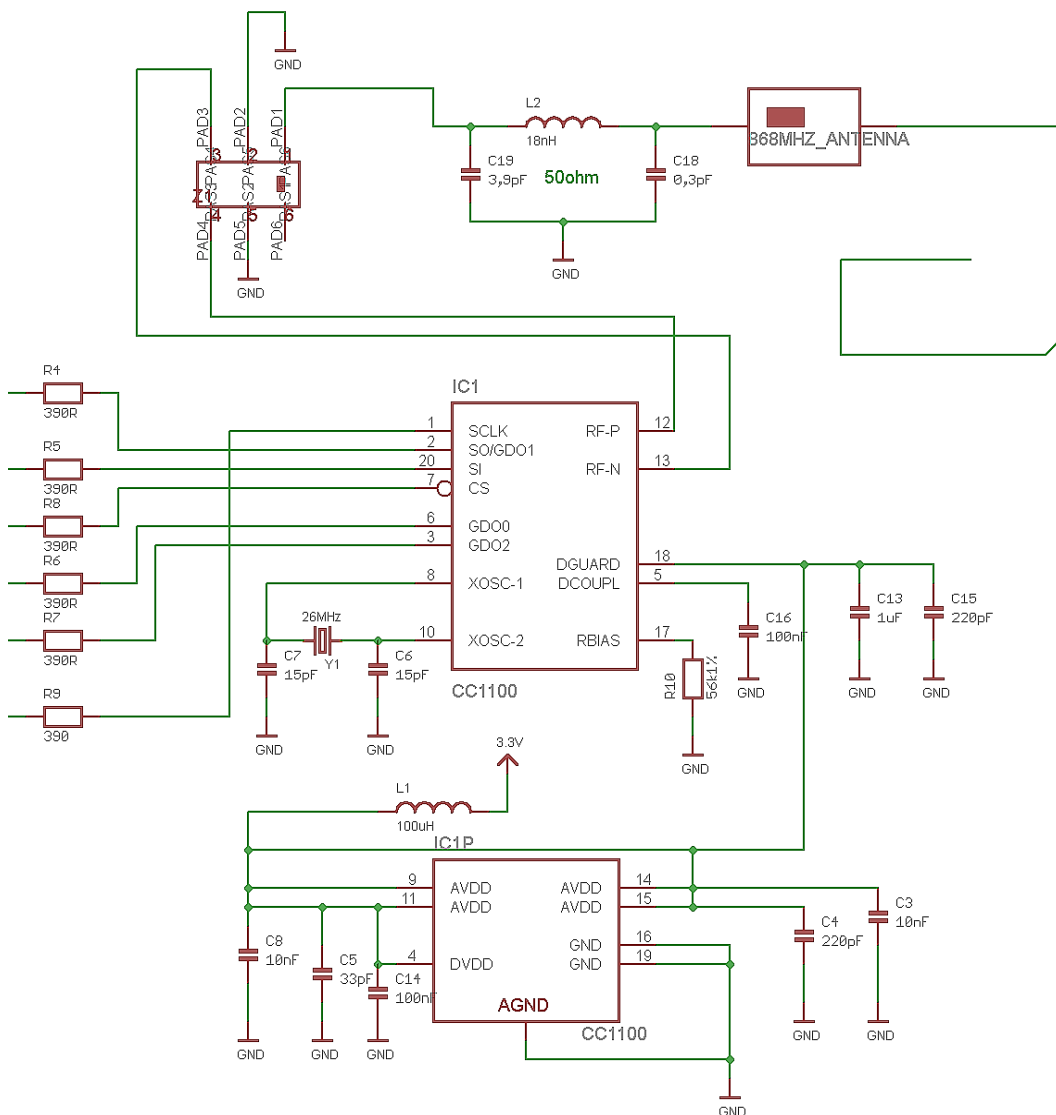 GND
PAD3
PAD2
PAD1
3
2
1
Z1
4
5
6
PAD4
PAD5
PAD6
GND
L2
18nH
C19
3,9pF
50ohm
C18
0,3pF
GND
868MHZ_ANTENNA
R4
390R
R5
390R
R8
390R
R6
390R
R7
390R
R9
390
IC1
1
SCLK
2
SO/GDO1
20
SI
7
CS
6
GDO0
3
GDO2
8
XOSC-1
10
XOSC-2
RF-P
12
RF-N
13
DGUARD
18
DCOUPL
5
RBIAS
17
CC1100
26MHz
Y1
C7
15pF
C6
15pF
GND
GND
C16
100nF
GND
C13
1uF
GND
C15
220pF
GND
R10
56k1%
GND
3.3V
L1
100uH
IC1P
9
AVDD
11
AVDD
4
DVDD
AVDD
14
AVDD
15
GND
16
GND
19
AGND
CC1100
C8
10nF
GND
C5
33pF
C14
100nF
GND
C4
220pF
GND
C3
10nF
GND
GND